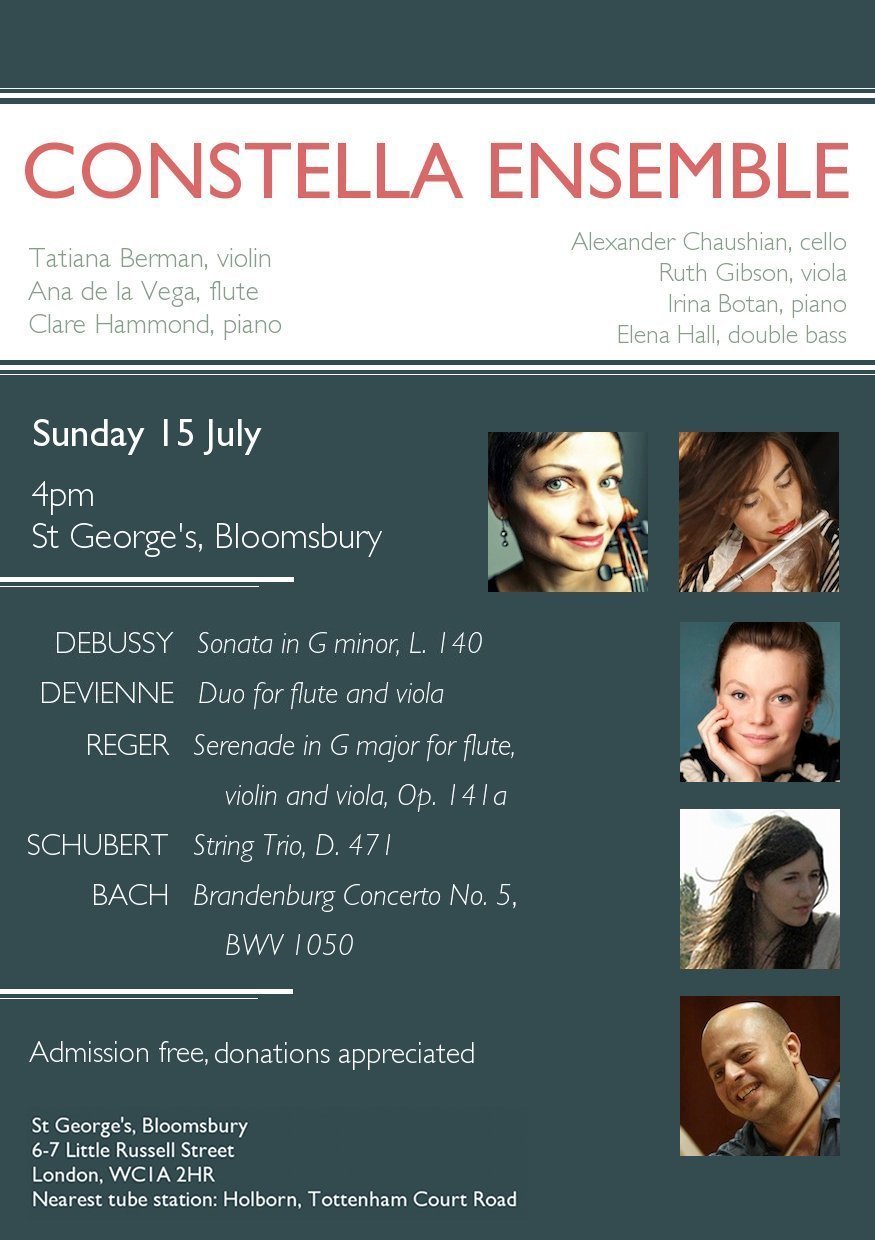 CONSTELLA ENSEMBLE
Tatiana Berman, violin
Ana de la Vega, flute
Clare Hammond, piano
Alexander Chaushian, cello
Ruth Gibson, viola
Irina Botan, piano
Elena Hall, double bass
Sunday 15 July
4pm
St George's, Bloomsbury
DEBUSSY Sonata in G minor, L. 140
DEVIENNE Duo for flute and viola
REGER Serenade in G major for flute,
violin and viola, Op. 141a
SCHUBERT String Trio, D. 471
BACH Brandenburg Concerto No. 5,
BWV 1050
Admission free, donations appreciated
St George's, Bloomsbury
6-7 Little Russell Street
London, WC1A 2HR
Nearest tube station: Holborn, Tottenham Court Road